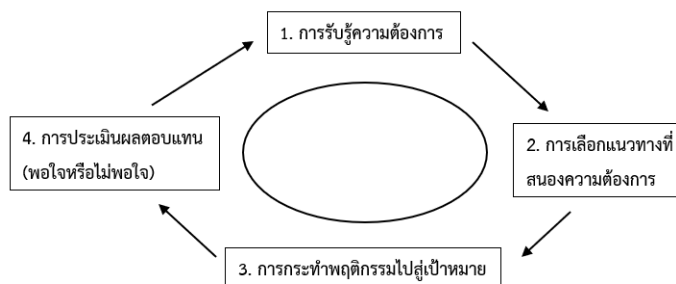 1. การรับรู้ความต้องการ
2. การเลือกแนวทางที่
สนองความต้องการ
3. การกระทำพฤติกรรมไปสู่เป้าหมาย
4. การประเมินผลตอบแทน
(พอใจหรือไม่พอใจ)